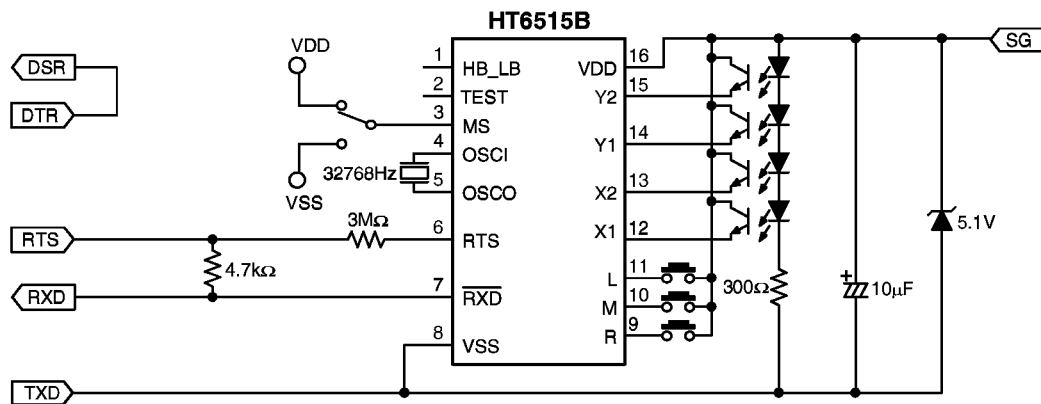 HT6515B
VDD
VSS
DSR
DTR
RTS
RXD
TXD
SG
32768Hz
3MΩ
4.7kΩ
1 HB_LB
2 TEST
3 MS
4 OSCI
5 OSCO
6 RTS
7 RXD
8 VSS
VDD 16
Y2 15
Y1 14
X2 13
X1 12
L 11
M 10
R 9
300Ω
+
10μF
5.1V